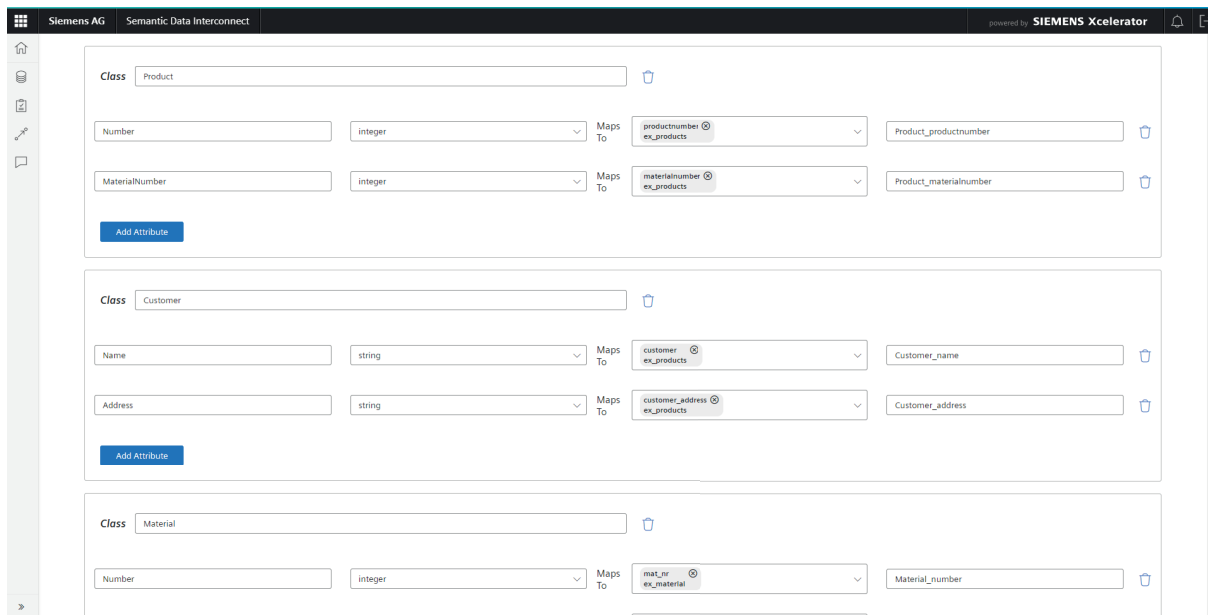 Siemens AG Semantic Data Interconnect powered by SIEMENS Xcelerator
Class Product
Number integer Maps To productnumber ex_products Product_productnumber
MaterialNumber integer Maps To materialnumber ex_products Product_materialnumber
Add Attribute
Class Customer
Name string Maps To customer ex_products Customer_name
Address string Maps To customer_address ex_products Customer_address
Add Attribute
Class Material
Number integer Maps To mat_nr ex_material Material_number